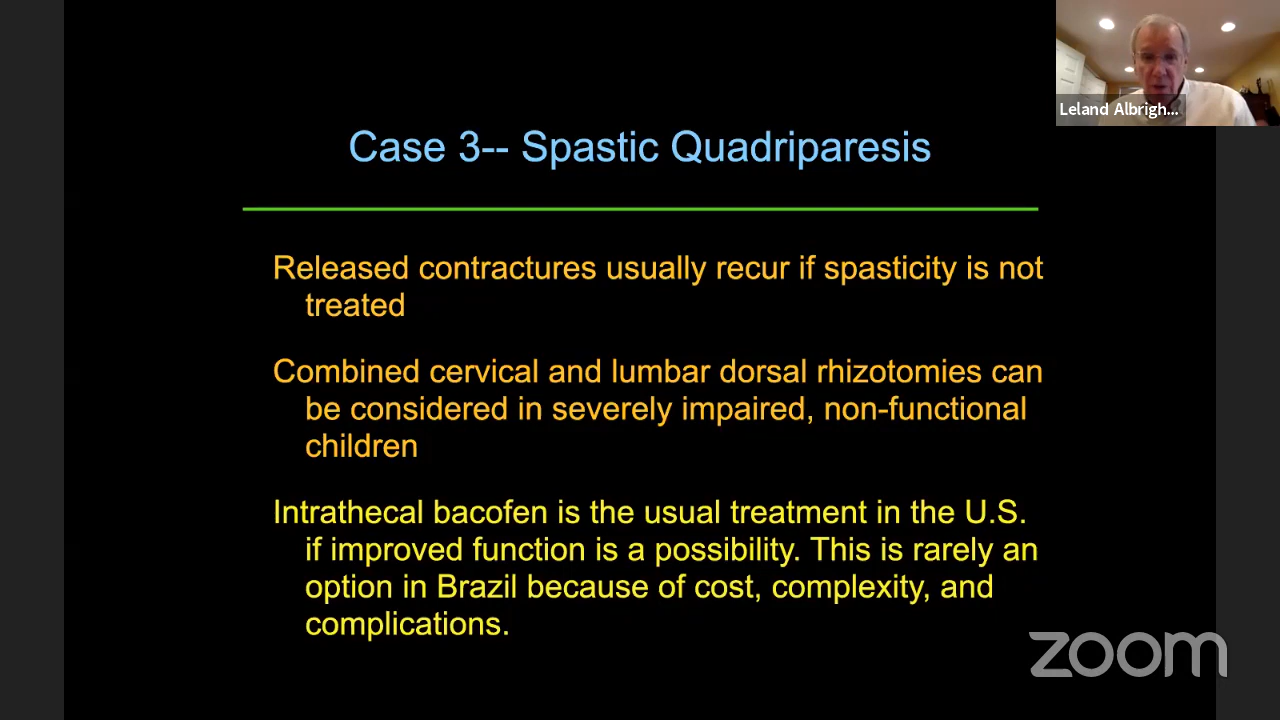 Leland Albrigh...
Case 3-- Spastic Quadriparesis
Released contractures usually recur if spasticity is not
treated
Combined cervical and lumbar dorsal rhizotomies can
be considered in severely impaired, non-functional
children
Intrathecal bacofen is the usual treatment in the U.S.
if improved function is a possibility. This is rarely an
option in Brazil because of cost, complexity, and
complications.
zoom